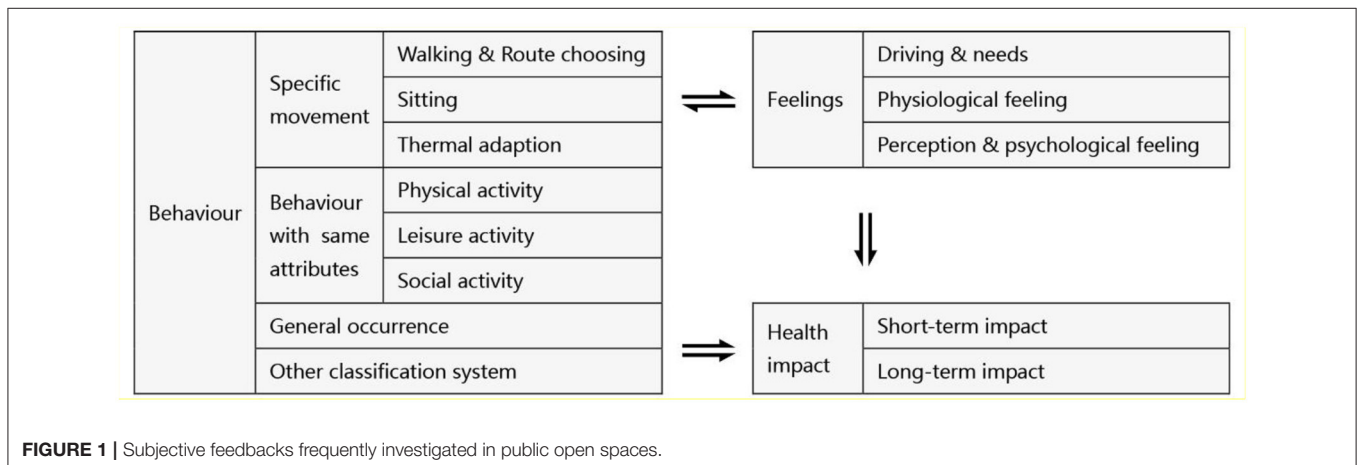 Behaviour
Specific
movement
Walking & Route choosing
Sitting
Thermal adaption
Behaviour
with same
attributes
Physical activity
Leisure activity
Social activity
General occurrence
Other classification system
Feelings
Driving & needs
Physiological feeling
Perception & psychological feeling
Health
impact
Short-term impact
Long-term impact
FIGURE 1 | Subjective feedbacks frequently investigated in public open spaces.